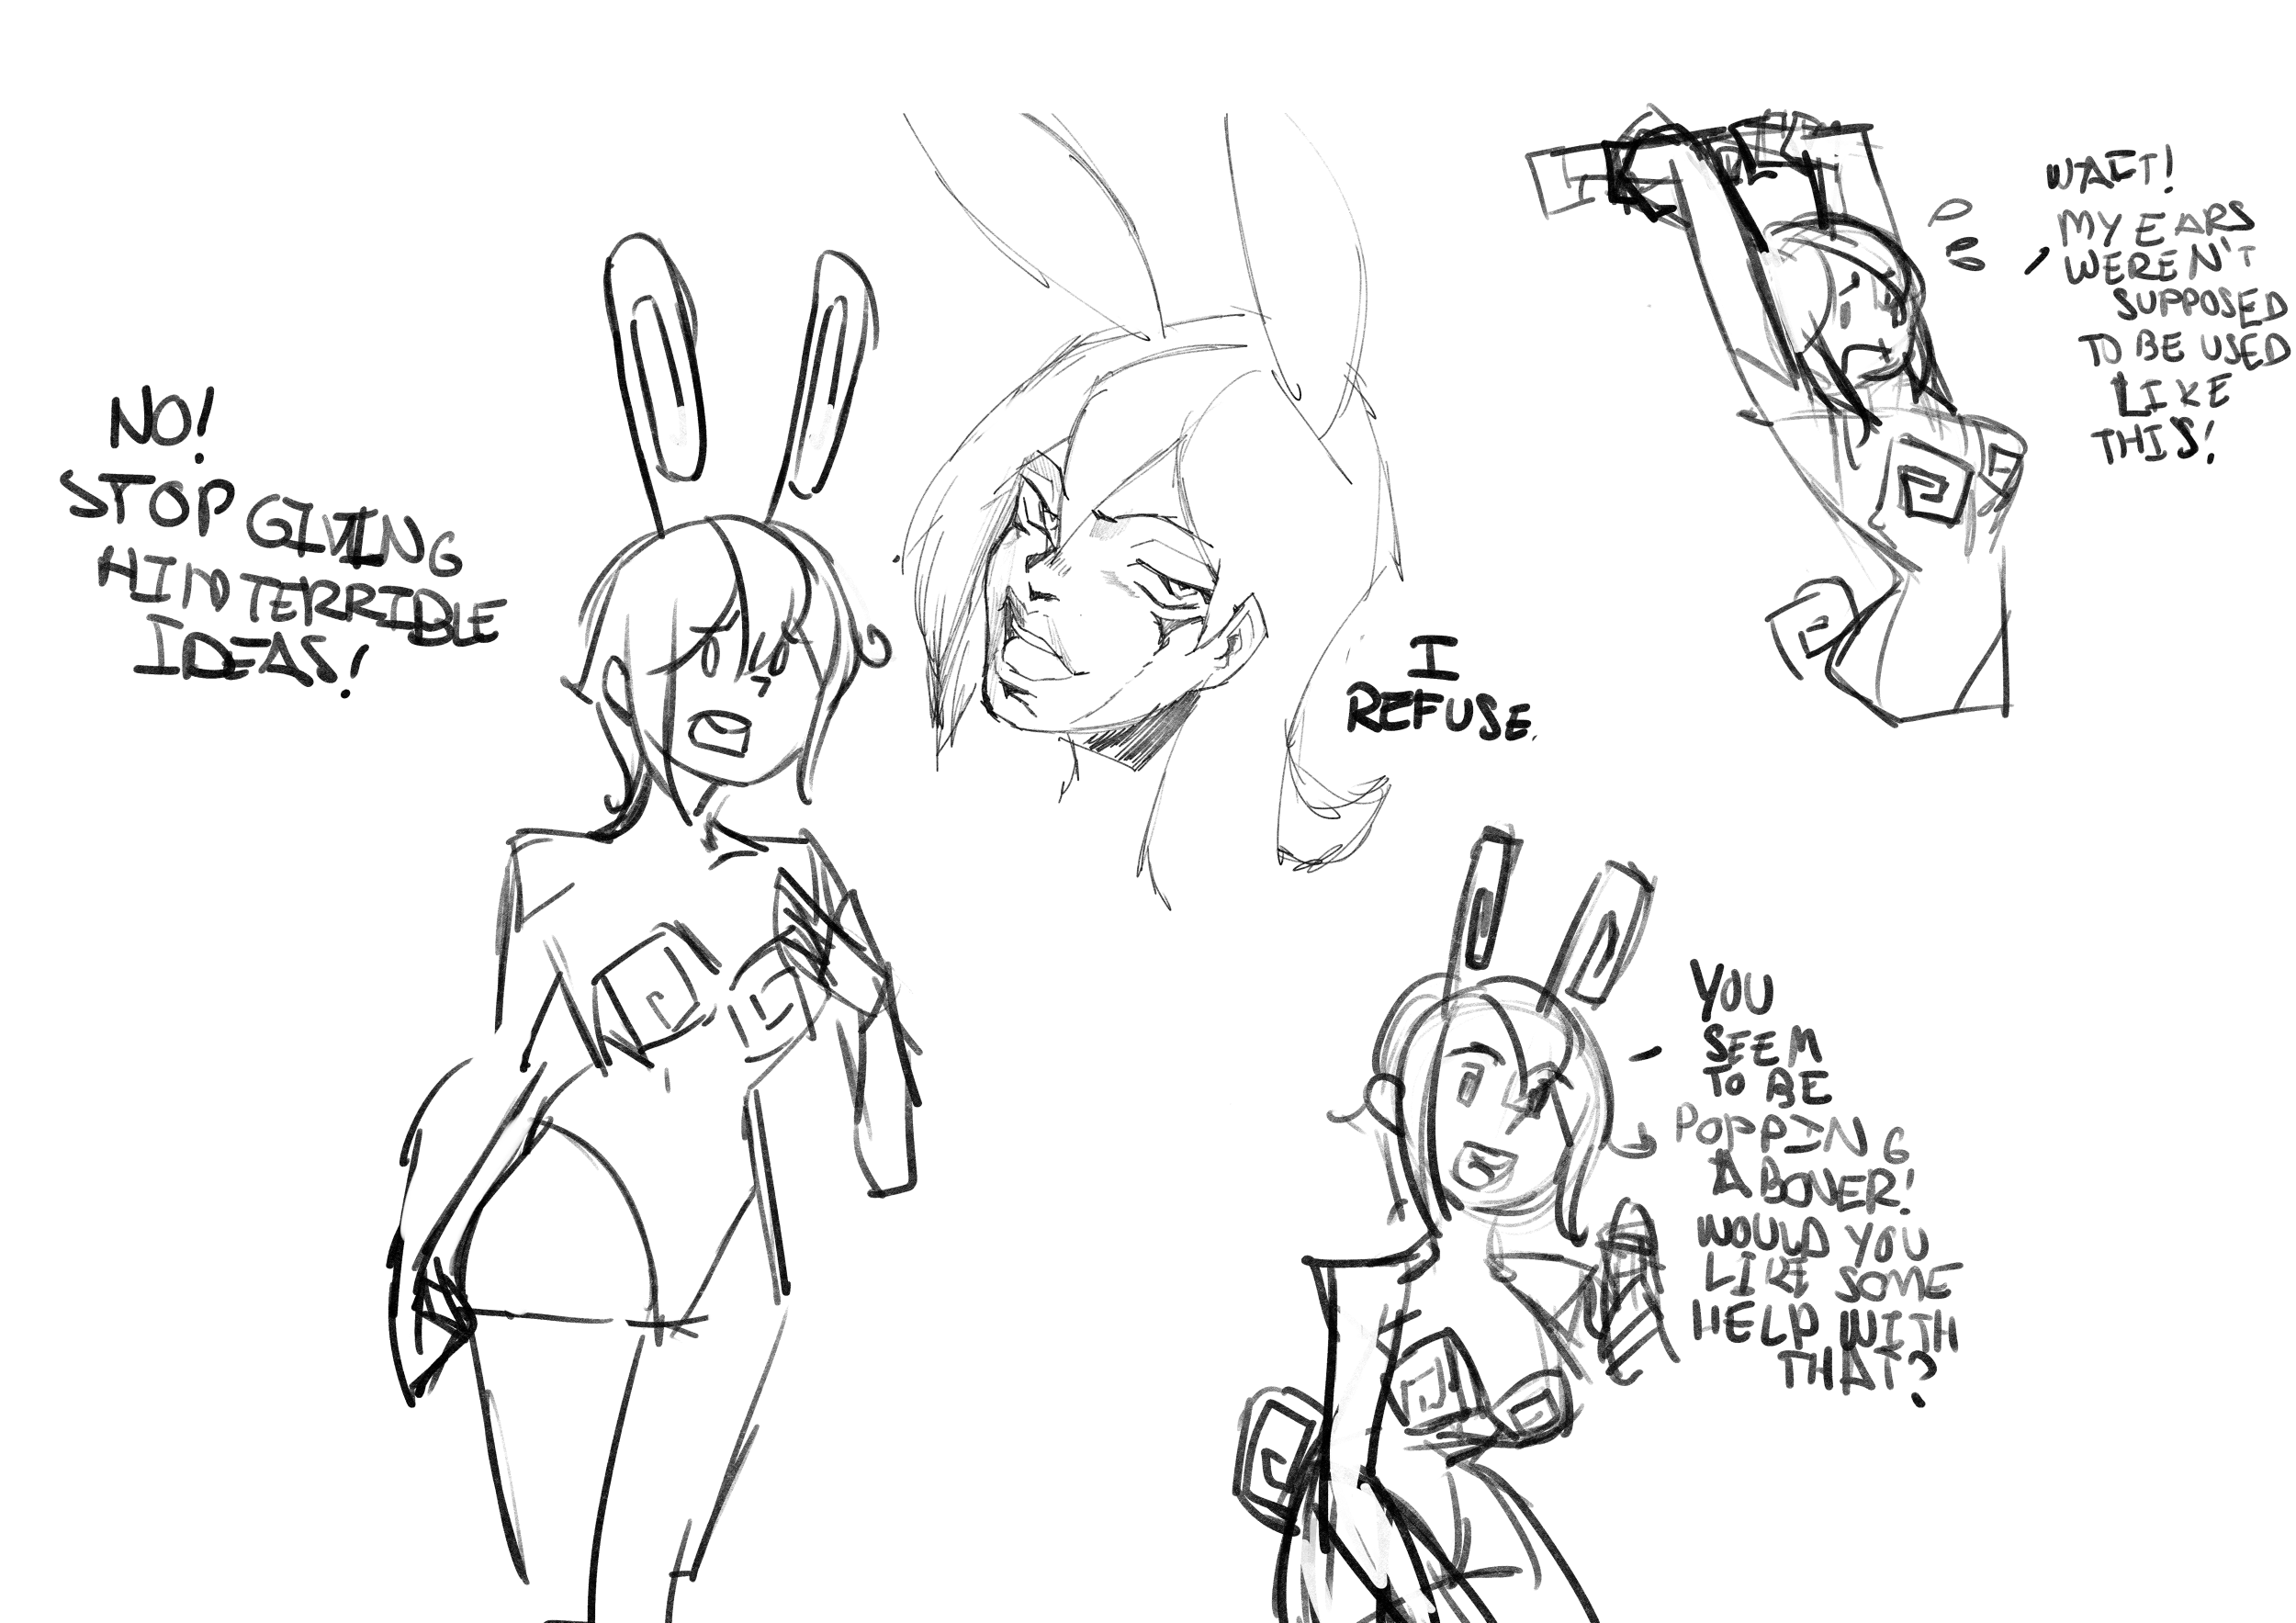 NO!
STOP GIVING
HIM TERRIBLE
IDEAS!
I
REFUSE.
WAIT!
MY EARS
WEREN'T
SUPPOSED
TO BE USED
LIKE
THIS!
YOU
SEEM
TO BE
POPPING
A BONER!
WOULD YOU
LIKE SOME
HELP WITH
THAT?